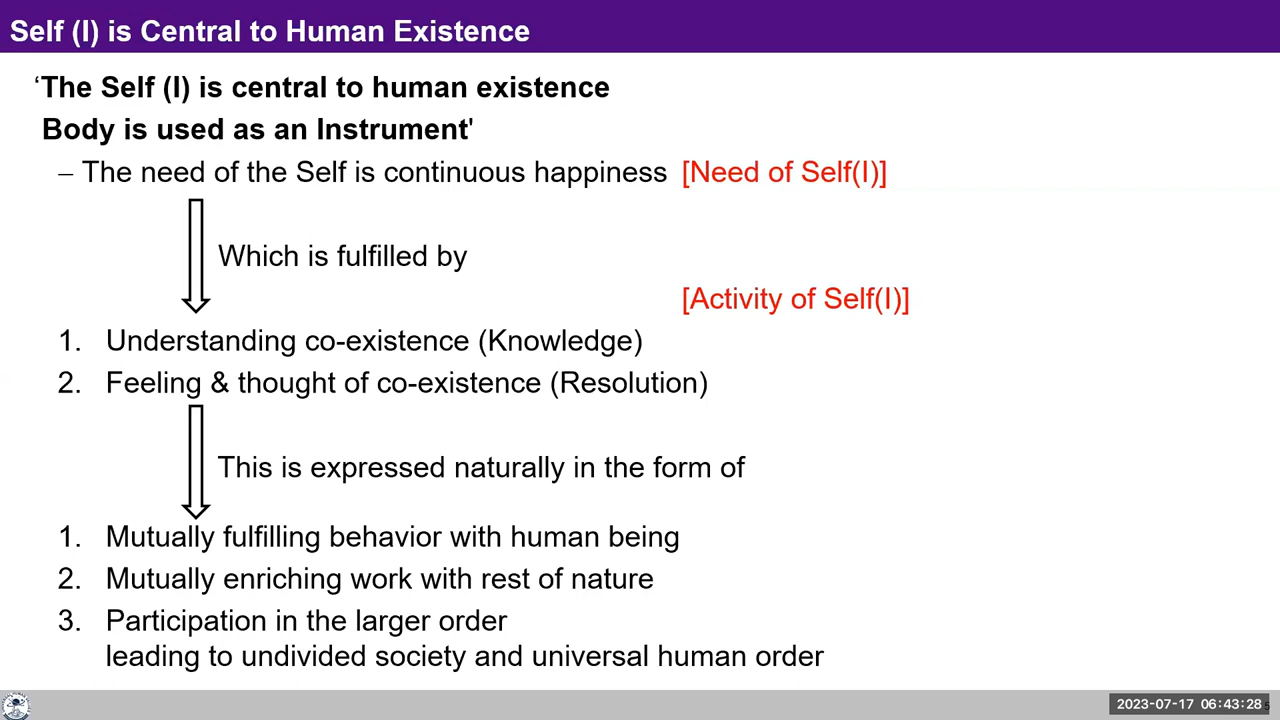 Self (I) is Central to Human Existence
‘The Self (I) is central to human existence
Body is used as an Instrument'
– The need of the Self is continuous happiness [Need of Self(I)]
Which is fulfilled by
[Activity of Self(I)]
1. Understanding co-existence (Knowledge)
2. Feeling & thought of co-existence (Resolution)
This is expressed naturally in the form of
1. Mutually fulfilling behavior with human being
2. Mutually enriching work with rest of nature
3. Participation in the larger order
leading to undivided society and universal human order
2023-07-17 06:43:28
5